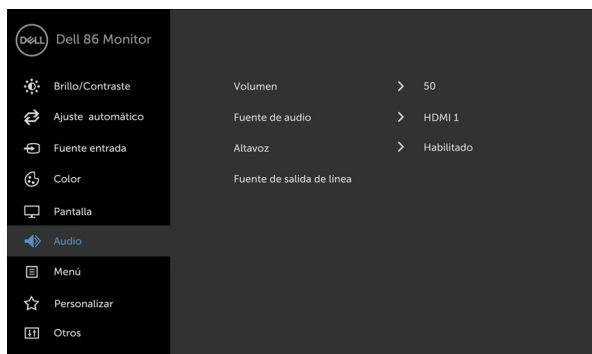 DELL Dell 86 Monitor
Brillo/Contraste
Ajuste automático
Fuente entrada
Color
Pantalla
Audio
Menú
Personalizar
Otros
Volumen 50
Fuente de audio HDMI 1
Altavoz Habilitado
Fuente de salida de línea